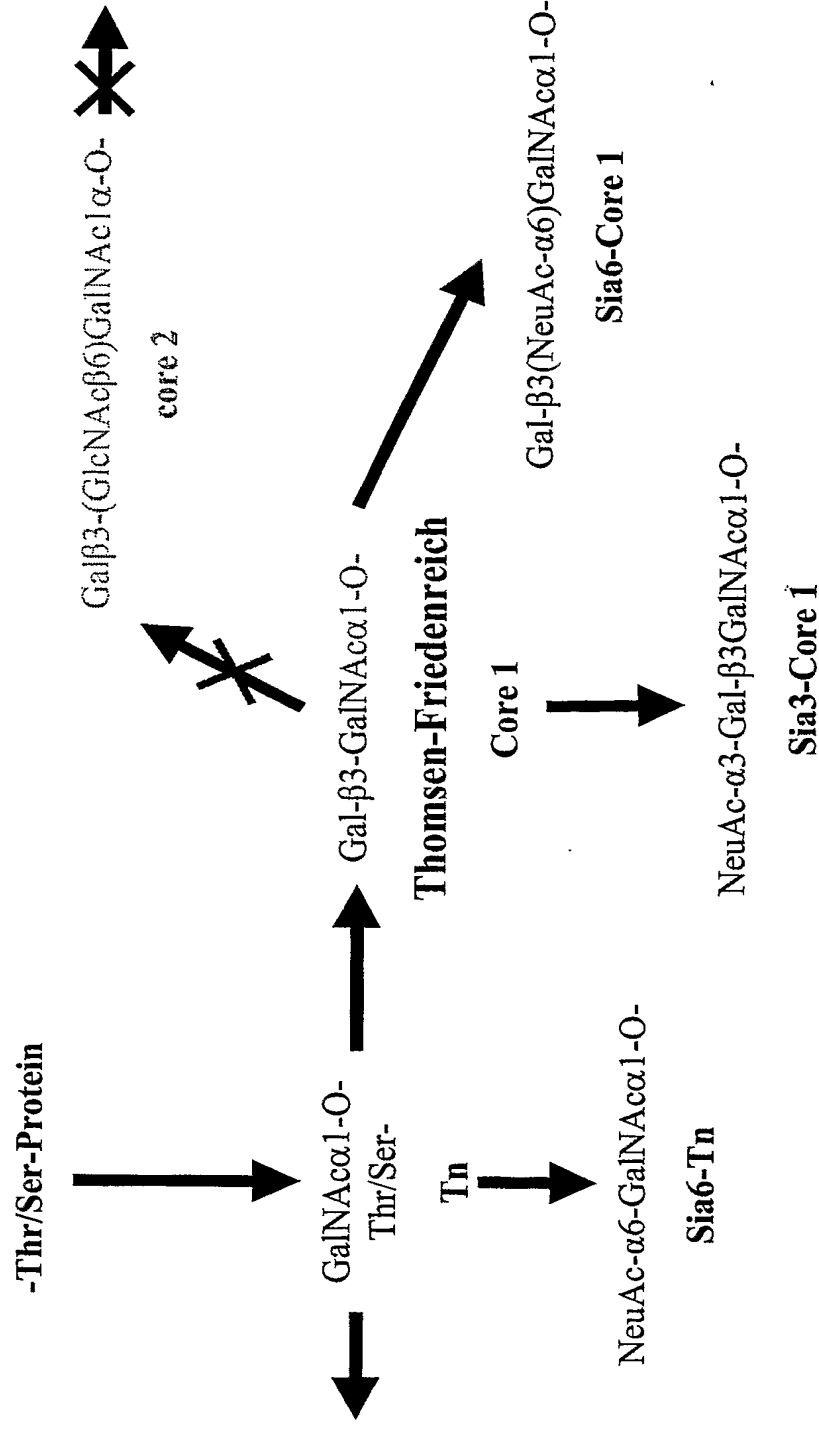 -Thr/Ser-Protein
GalNAcα1-O-
Thr/Ser-
Tn
NeuAc-α6-GalNAcα1-O-
Sia6-Tn
Gal-β3-GalNAcα1-O-
Thomsen-Friedenreich
Core 1
NeuAc-α3-Gal-β3GalNAcα1-O-
Sia3-Core 1
Galβ3-(GlcNAcβ6)GalNAc1α-O-
core 2
Gal-β3(NeuAc-α6)GalNAcα1-O-
Sia6-Core 1